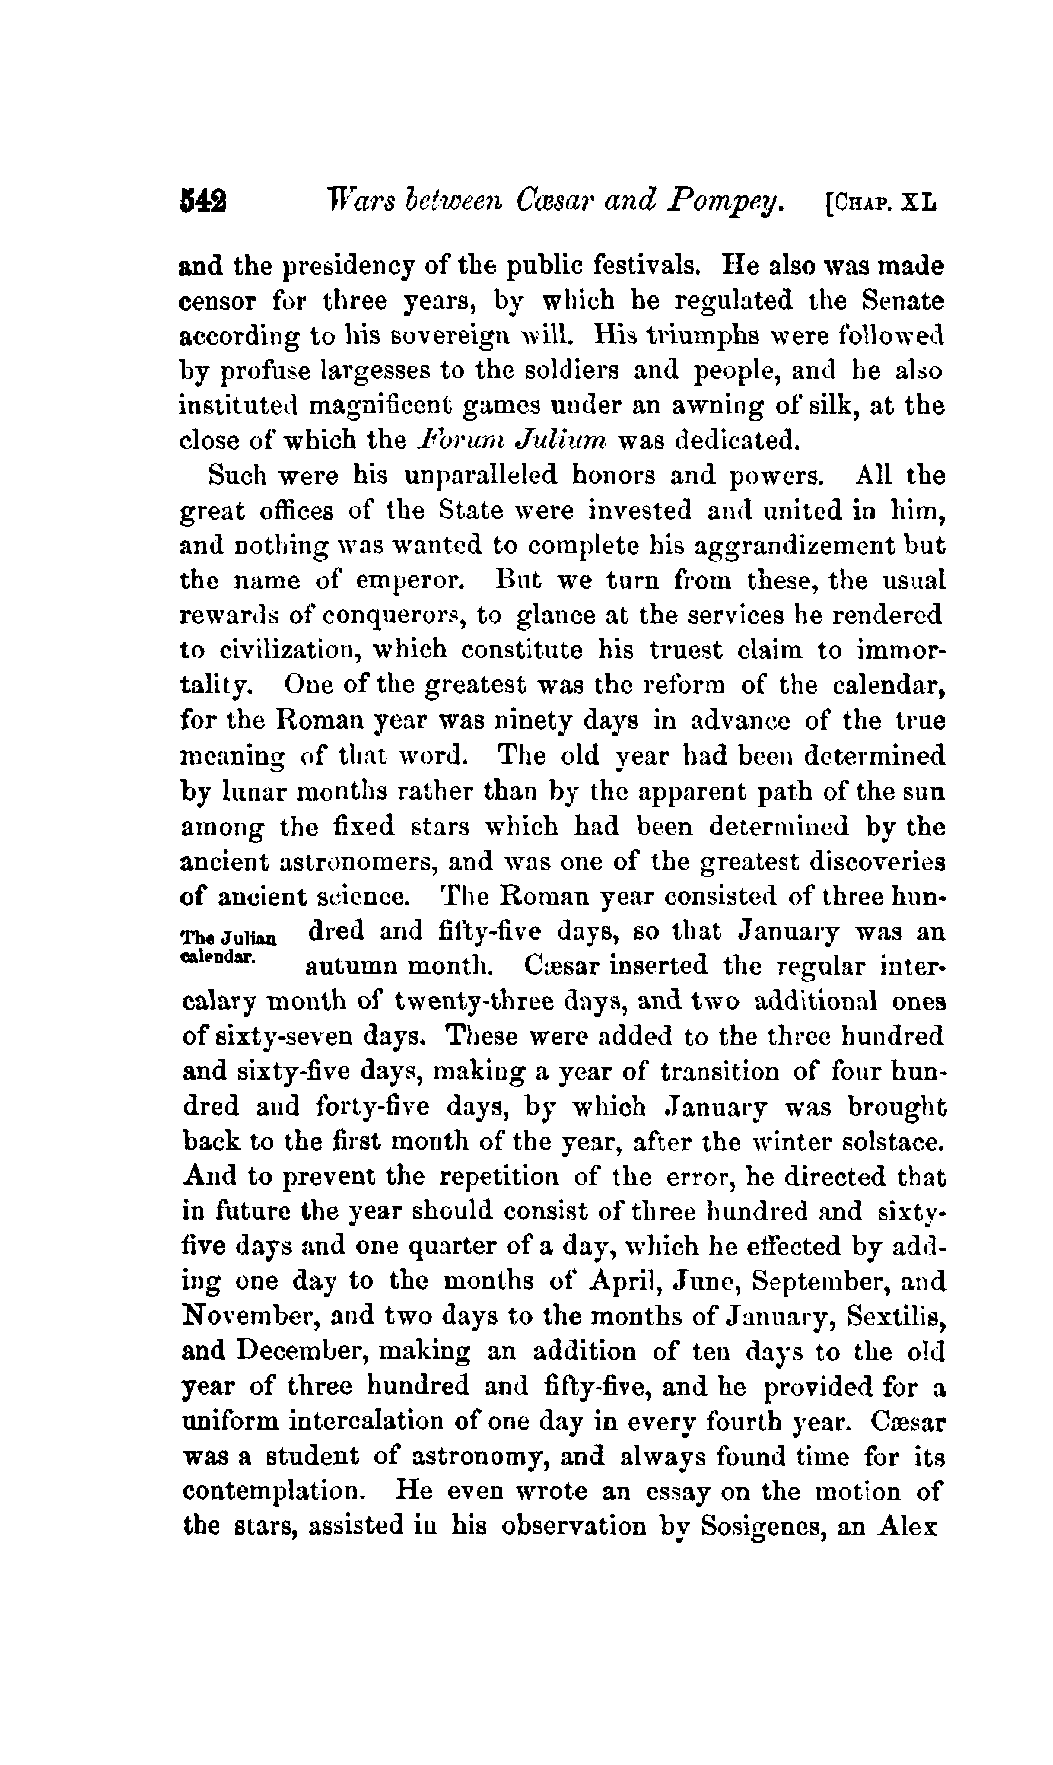 542 Wars between Cæsar and Pompey. [CHAP. XL
and the presidency of the public festivals. He also was made
censor for three years, by which he regulated the Senate
according to his sovereign will. His triumphs were followed
by profuse largesses to the soldiers and people, and he also
instituted magnificent games under an awning of silk, at the
close of which the Forum Julium was dedicated.
Such were his unparalleled honors and powers. All the
great offices of the State were invested and united in him,
and nothing was wanted to complete his aggrandizement but
the name of emperor. But we turn from these, the usual
rewards of conquerors, to glance at the services he rendered
to civilization, which constitute his truest claim to immor-
tality. One of the greatest was the reform of the calendar,
for the Roman year was ninety days in advance of the true
meaning of that word. The old year had been determined
by lunar months rather than by the apparent path of the sun
among the fixed stars which had been determined by the
ancient astronomers, and was one of the greatest discoveries
of ancient science. The Roman year consisted of three hun-
The Julian dred and fifty-five days, so that January was an
calendar. autumn month. Cæsar inserted the regular inter-
calary month of twenty-three days, and two additional ones
of sixty-seven days. These were added to the three hundred
and sixty-five days, making a year of transition of four hun-
dred and forty-five days, by which January was brought
back to the first month of the year, after the winter solstace.
And to prevent the repetition of the error, he directed that
in future the year should consist of three hundred and sixty-
five days and one quarter of a day, which he effected by add-
ing one day to the months of April, June, September, and
November, and two days to the months of January, Sextilis,
and December, making an addition of ten days to the old
year of three hundred and fifty-five, and he provided for a
uniform intercalation of one day in every fourth year. Cæsar
was a student of astronomy, and always found time for its
contemplation. He even wrote an essay on the motion of
the stars, assisted in his observation by Sosigenes, an Alex